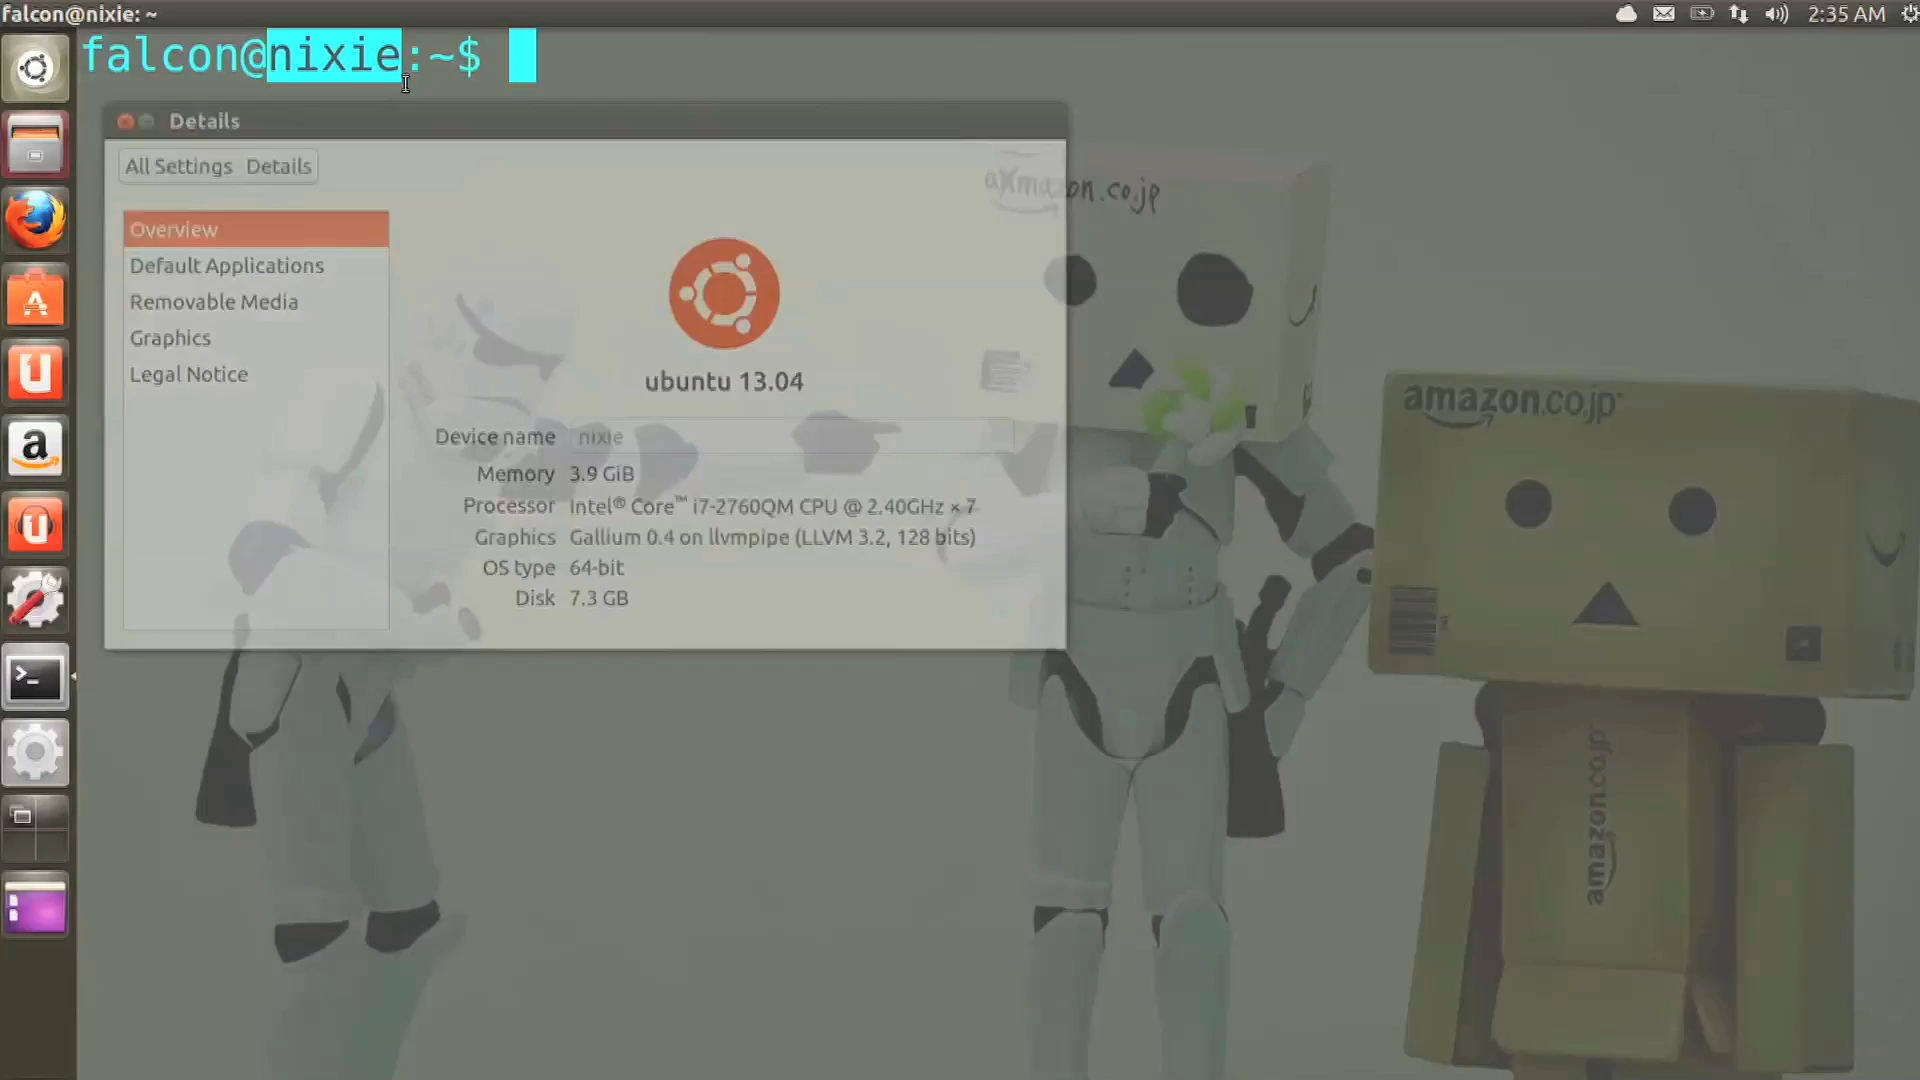 falcon@nixie: ~
2:35 AM
falcon@nixie:~$
Details
All Settings Details
Overview
Default Applications
Removable Media
Graphics
Legal Notice
ubuntu 13.04
Device name nixie
Memory 3.9 GiB
Processor Intel® Core™ i7-2760QM CPU @ 2.40GHz × 7
Graphics Gallium 0.4 on llvmpipe (LLVM 3.2, 128 bits)
OS type 64-bit
Disk 7.3 GB
amazon.co.jp
amazon.co.jp
amazon.co.jp